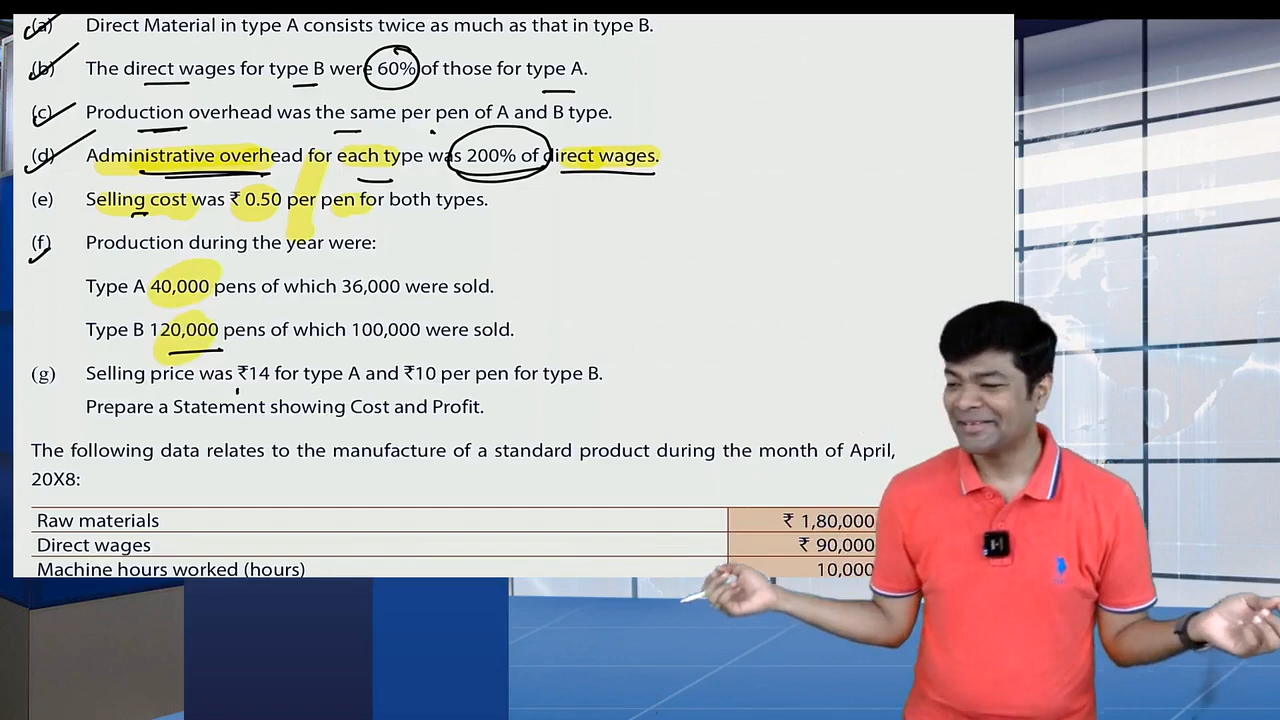 (a) Direct Material in type A consists twice as much as that in type B.
(b) The direct wages for type B were 60% of those for type A.
(c) Production overhead was the same per pen of A and B type.
(d) Administrative overhead for each type was 200% of direct wages.
(e) Selling cost was ₹ 0.50 per pen for both types.
(f) Production during the year were:
Type A 40,000 pens of which 36,000 were sold.
Type B 120,000 pens of which 100,000 were sold.
(g) Selling price was ₹14 for type A and ₹10 per pen for type B.
Prepare a Statement showing Cost and Profit.
The following data relates to the manufacture of a standard product during the month of April,
20X8:
Raw materials ₹ 1,80,000
Direct wages ₹ 90,000
Machine hours worked (hours) 10,000